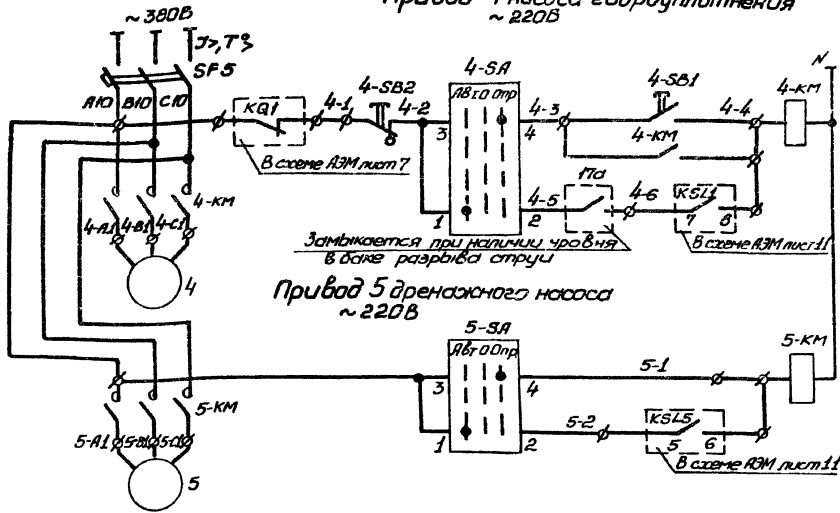 Привод 4 насоса гидроуплотнения
~ 220В
~ 380В
J>, T°>
SF5
A10 B10 C10
KQ1
4-1
4-SB2
4-2
4-SA
Авт О Опр
3
4
1
2
4-3
4-SB1
4-KM
4-4
4-KM
N
В схеме АЭМ лист 7
4-KM
4-A1 4-B1 4-C1
4
4-5
17a
4-6
KSL1
7 8
В схеме АЭМ лист 11
Замыкается при наличии уровня
в баке разрыва струи
Привод 5 дренажного насоса
~ 220В
5-SA
Авт О Опр
3
4
1
2
5-1
5-KM
5-2
KSL5
5 6
В схеме АЭМ лист 11
5-KM
5-A1 5-B1 5-C1
5